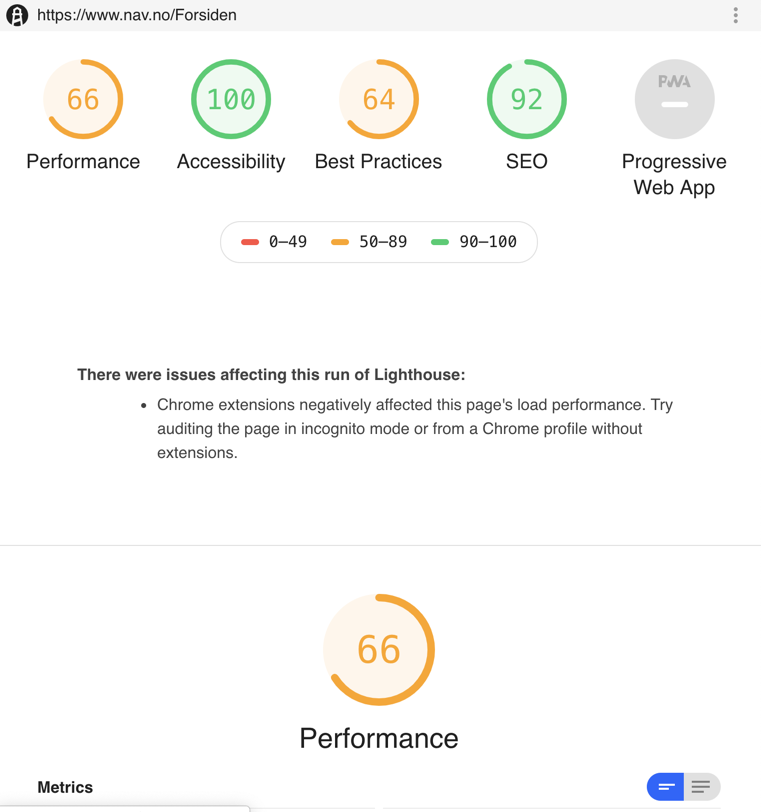 https://www.nav.no/Forsiden
66
100
64
92
PWA
Performance
Accessibility
Best Practices
SEO
Progressive
Web App
0–49
50–89
90–100
There were issues affecting this run of Lighthouse:
• Chrome extensions negatively affected this page's load performance. Try
auditing the page in incognito mode or from a Chrome profile without
extensions.
66
Performance
Metrics